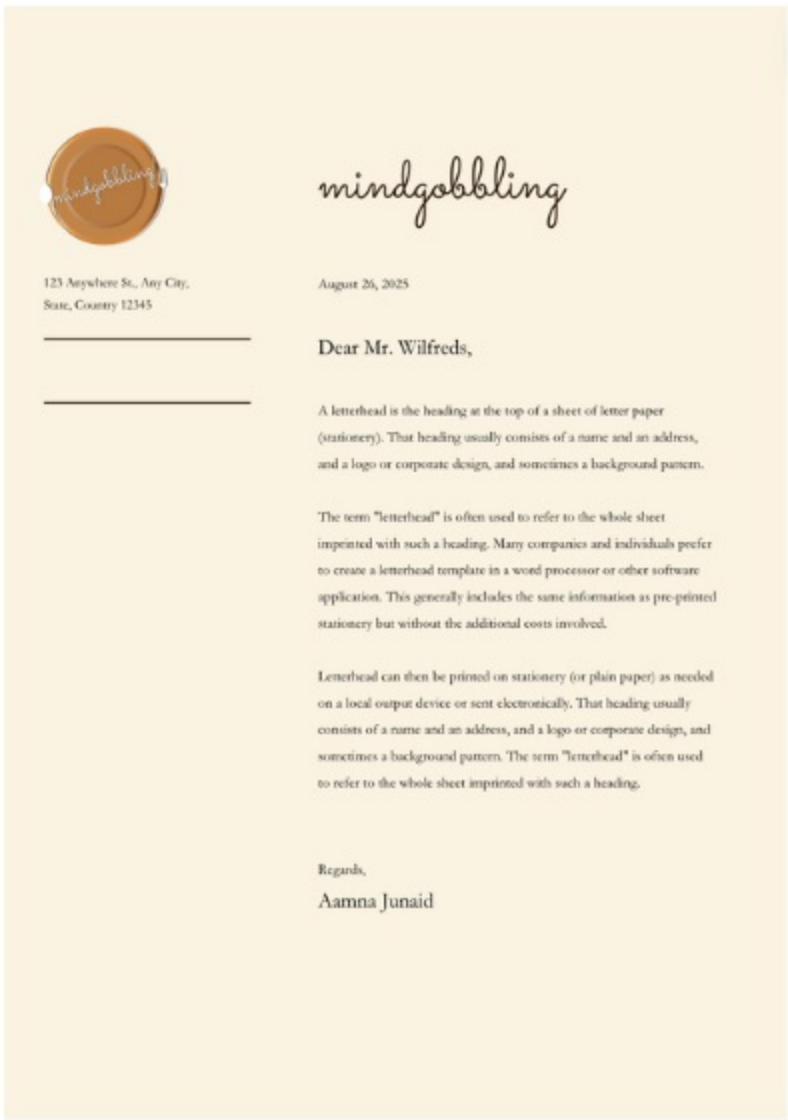 mindgobbling
mindgobbling
123 Anywhere St., Any City,
State, Country 12345
August 26, 2025
Dear Mr. Wilfreds,
A letterhead is the heading at the top of a sheet of letter paper
(stationery). That heading usually consists of a name and an address,
and a logo or corporate design, and sometimes a background pattern.
The term "letterhead" is often used to refer to the whole sheet
imprinted with such a heading. Many companies and individuals prefer
to create a letterhead template in a word processor or other software
application. This generally includes the same information as pre-printed
stationery but without the additional costs involved.
Letterhead can then be printed on stationery (or plain paper) as needed
on a local output device or sent electronically. That heading usually
consists of a name and an address, and a logo or corporate design, and
sometimes a background pattern. The term "letterhead" is often used
to refer to the whole sheet imprinted with such a heading.
Regards,
Aamna Junaid